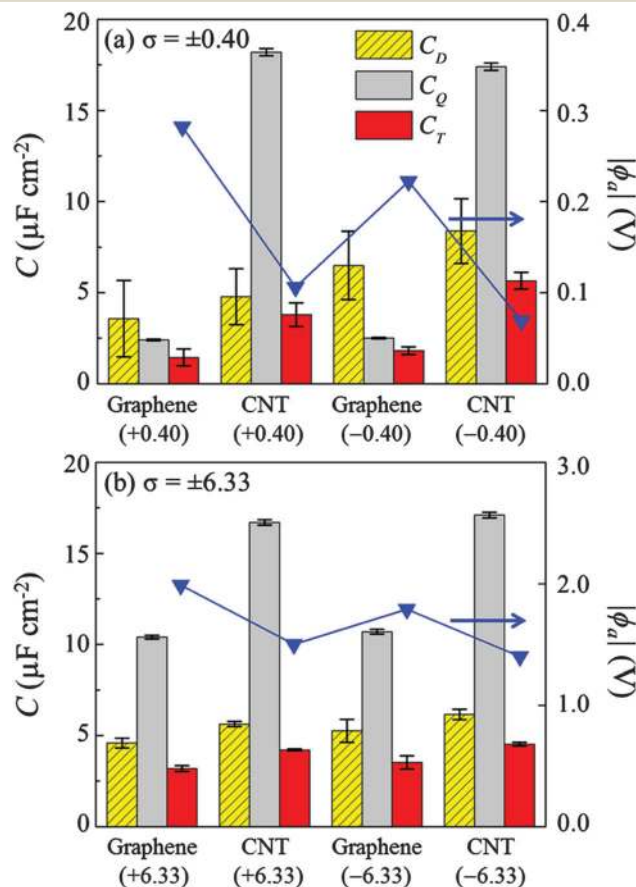 (a) σ = ±0.40
C_D
C_Q
C_T
20
15
10
5
0
C (µF cm⁻²)
0.4
0.3
0.2
0.1
0.0
|ϕₐ| (V)
Graphene CNT Graphene CNT
(+0.40) (+0.40) (−0.40) (−0.40)
(b) σ = ±6.33
20
15
10
5
0
C (µF cm⁻²)
3.0
2.0
1.0
0.0
|ϕₐ| (V)
Graphene CNT Graphene CNT
(+6.33) (+6.33) (−6.33) (−6.33)